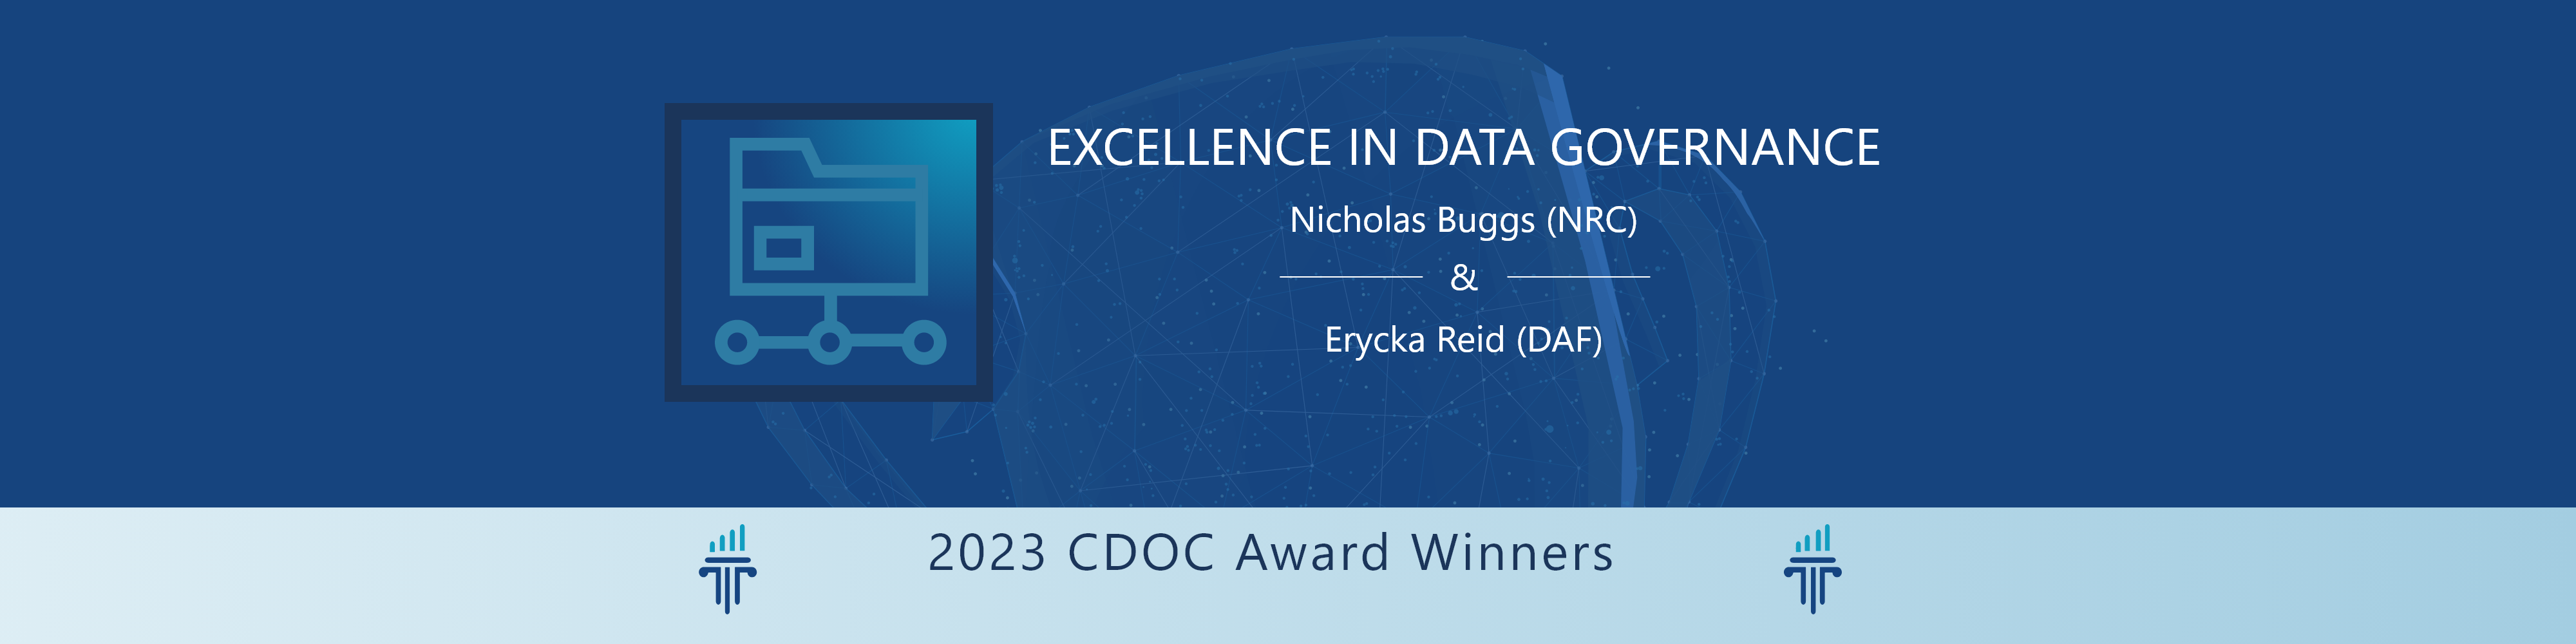 EXCELLENCE IN DATA GOVERNANCE
Nicholas Buggs (NRC)
&
Erycka Reid (DAF)
2023 CDOC Award Winners